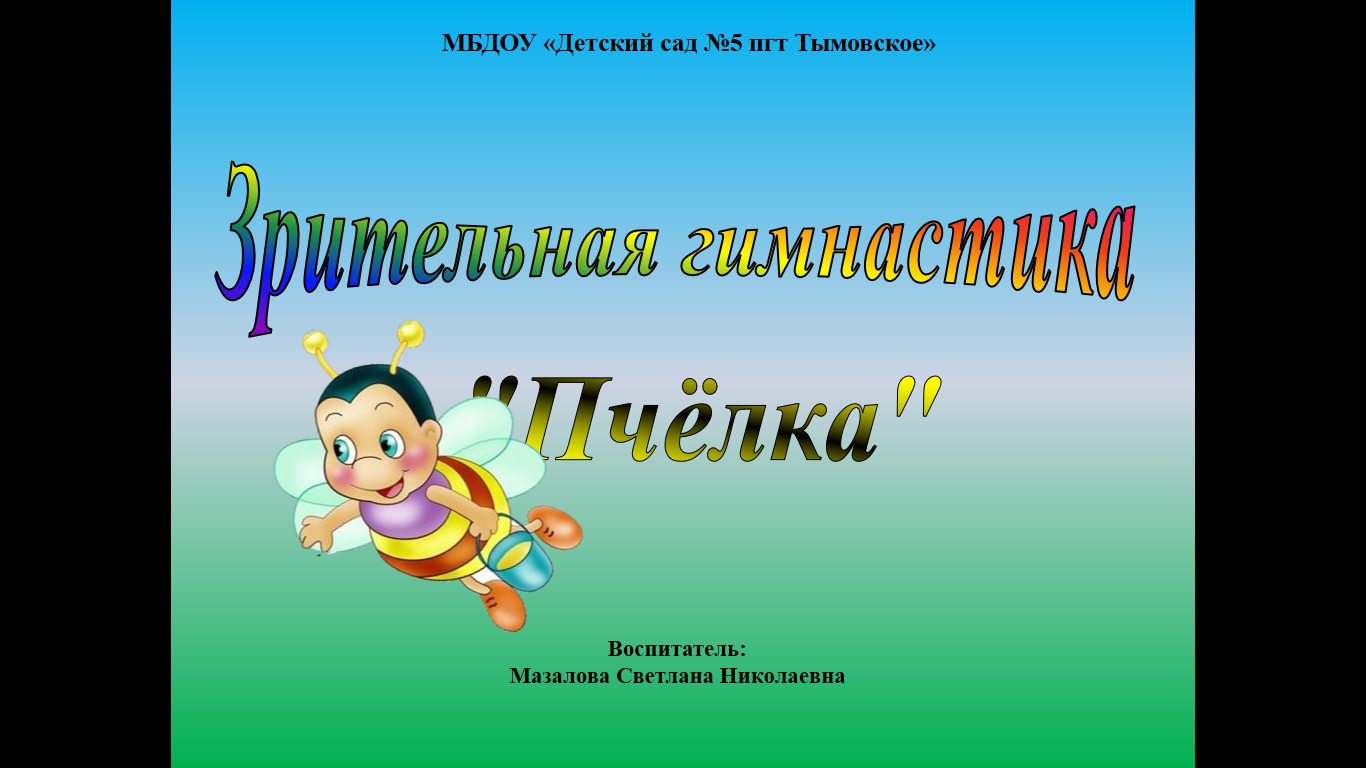 МБДОУ «Детский сад №5 пгт Тымовское»
Зрительная гимнастика
"Пчёлка"
Воспитатель:
Мазалова Светлана Николаевна